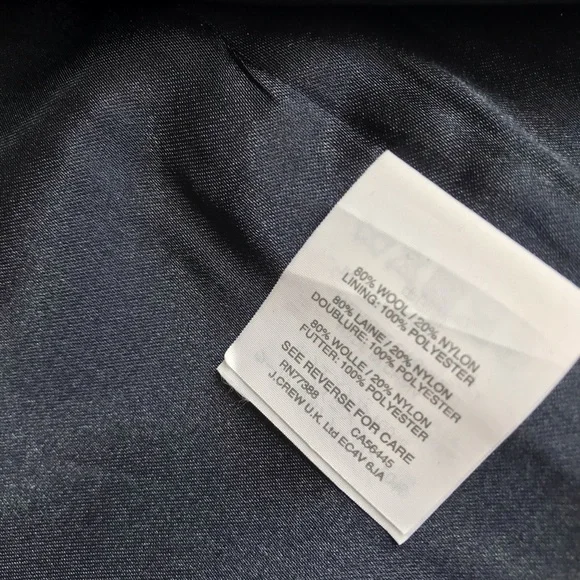 80% WOOL / 20% NYLON
LINING: 100% POLYESTER
80% LAINE / 20% NYLON
DOUBLURE: 100% POLYESTER
80% WOLLE / 20% NYLON
FUTTER: 100% POLYESTER
SEE REVERSE FOR CARE
RN77388 CA56445
J.CREW U.K. Ltd EC4V 6JA